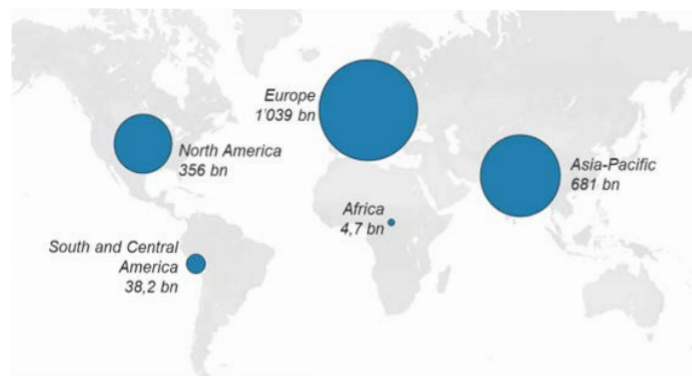 Europe
1'039 bn
North America
356 bn
Asia-Pacific
681 bn
Africa
4,7 bn
South and Central
America
38,2 bn